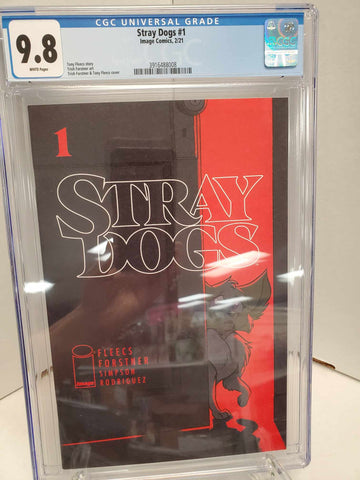 CGC UNIVERSAL GRADE
9.8
WHITE Pages
Stray Dogs #1
Image Comics, 2/21
Tony Fleecs story
Trish Forstner art
Trish Forstner & Tony Fleecs cover
3916488008
1
STRAY
DOGS
FLEECS
FORSTNER
SIMPSON
RODRIGUEZ
image